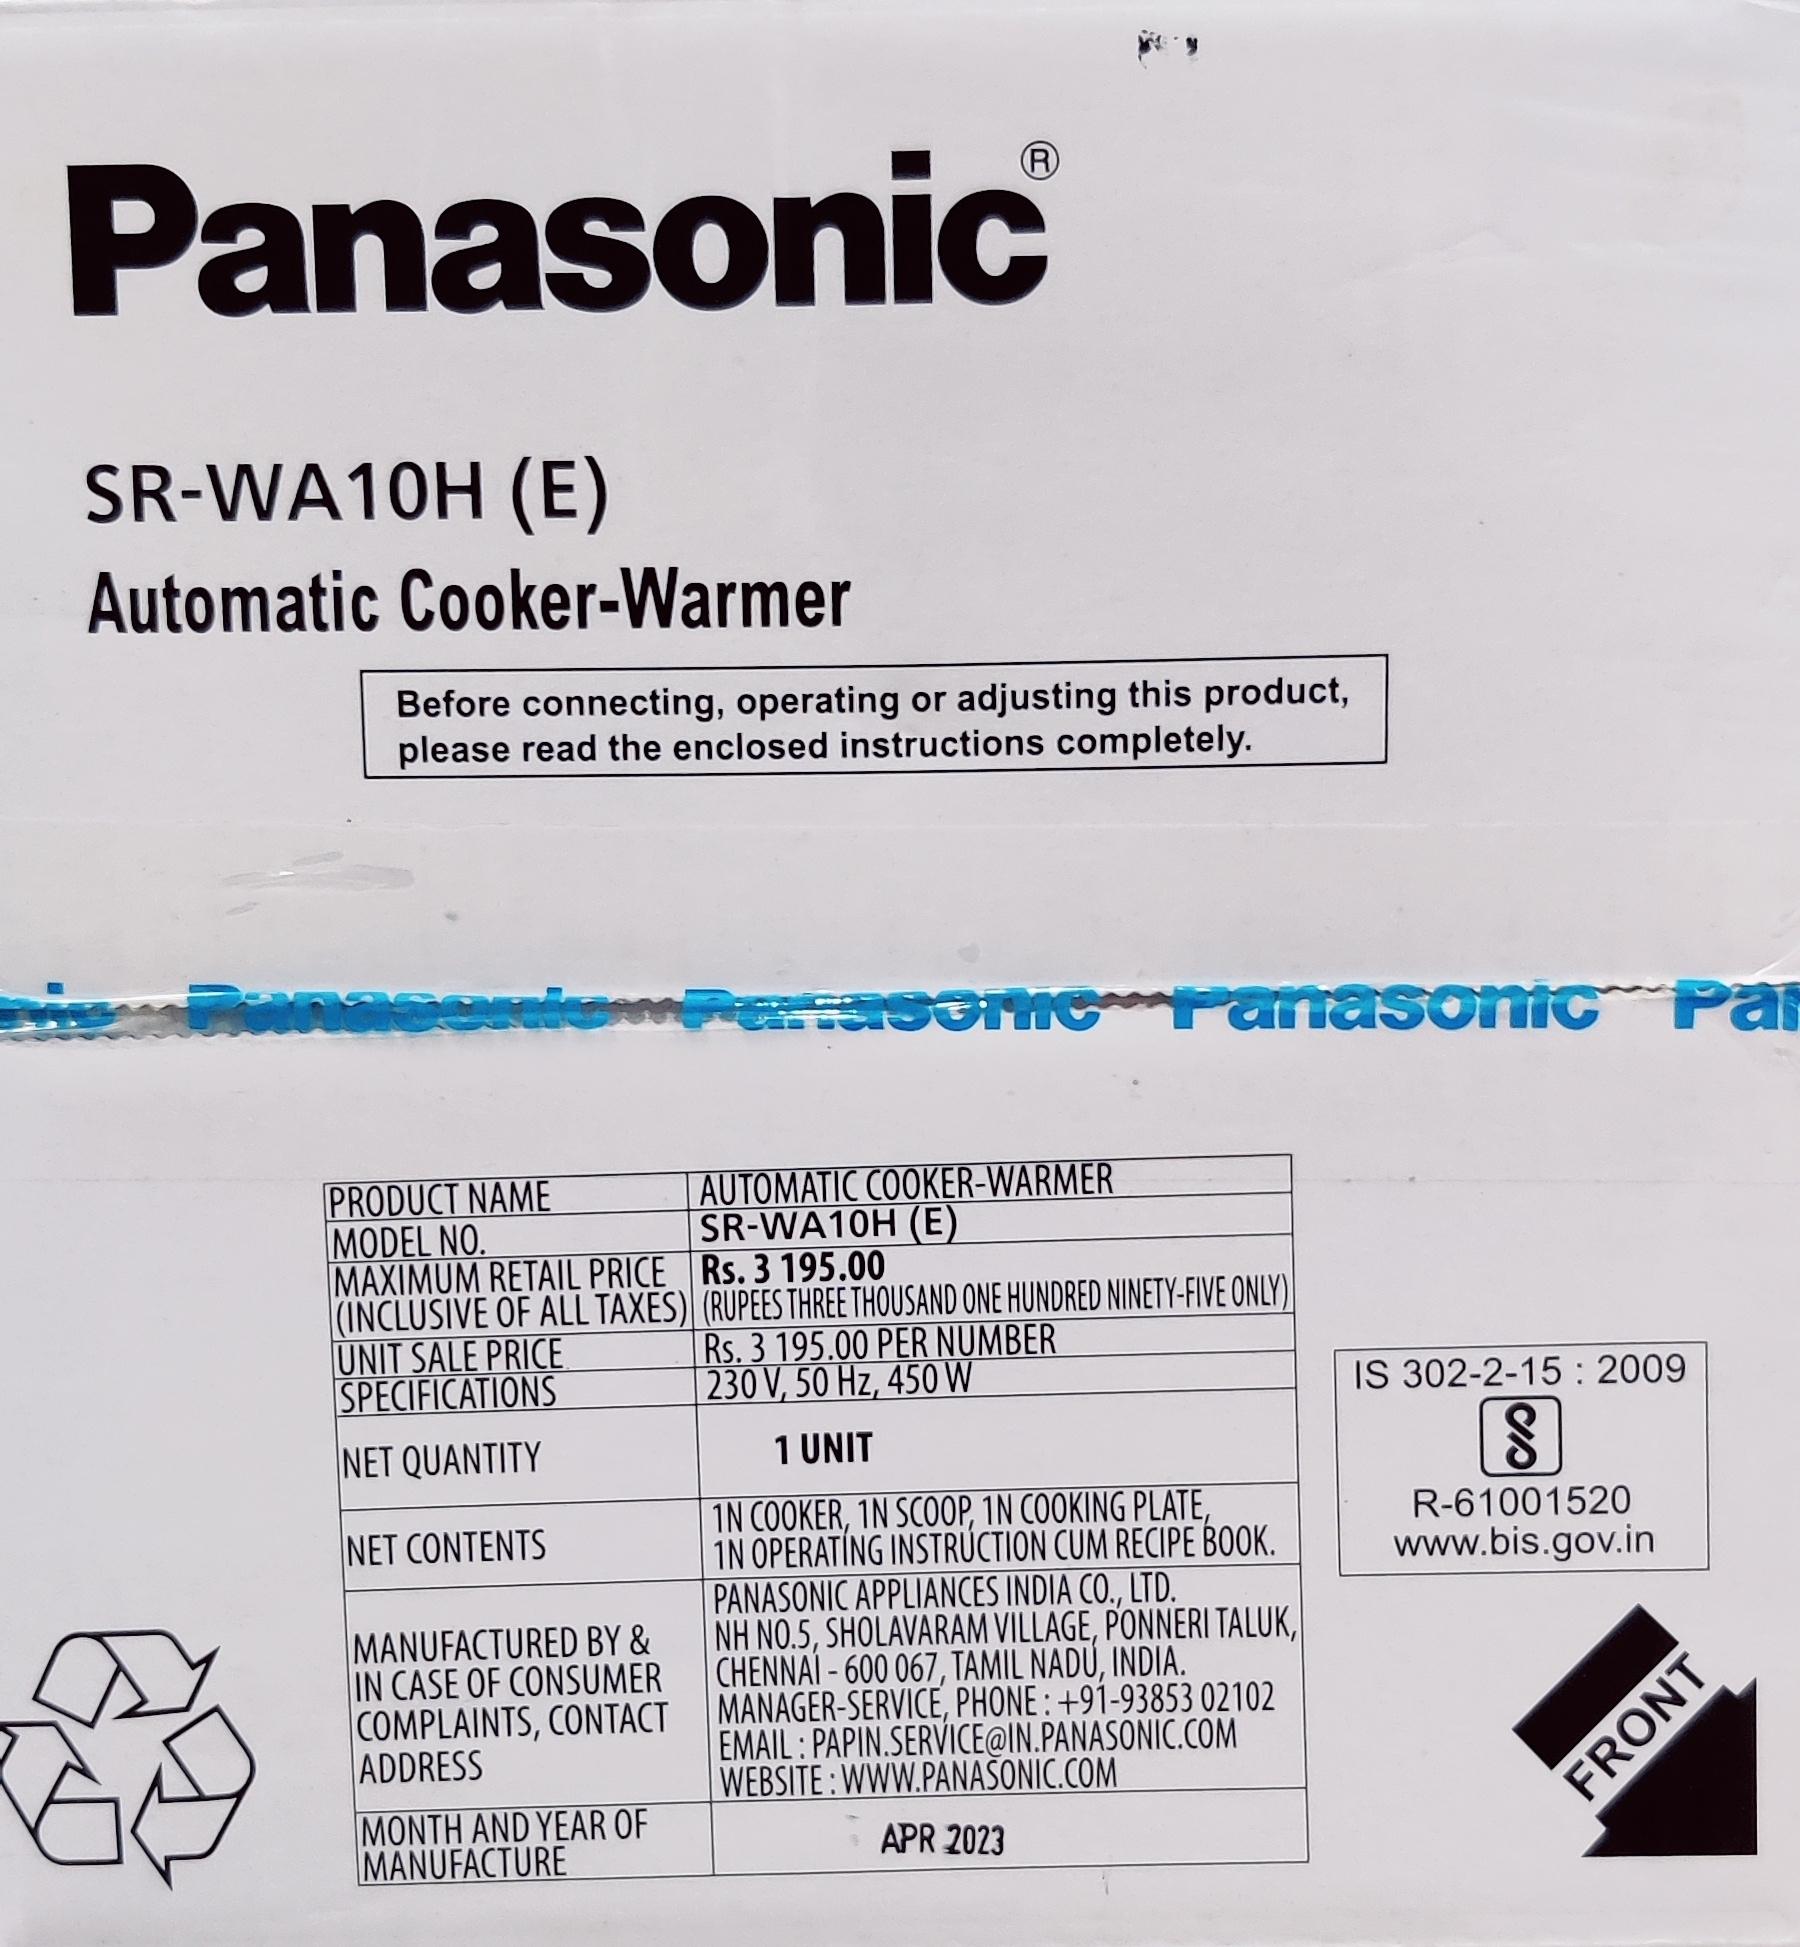 Panasonic®
SR-WA10H (E)
Automatic Cooker-Warmer
Before connecting, operating or adjusting this product,
please read the enclosed instructions completely.
nic Panasonic Panasonic Panasonic Pan
PRODUCT NAME AUTOMATIC COOKER-WARMER
MODEL NO. SR-WA10H (E)
MAXIMUM RETAIL PRICE Rs. 3 195.00
(INCLUSIVE OF ALL TAXES) (RUPEES THREE THOUSAND ONE HUNDRED NINETY-FIVE ONLY)
UNIT SALE PRICE Rs. 3 195.00 PER NUMBER
SPECIFICATIONS 230 V, 50 Hz, 450 W
NET QUANTITY 1 UNIT
NET CONTENTS
1N COOKER, 1N SCOOP, 1N COOKING PLATE,
1N OPERATING INSTRUCTION CUM RECIPE BOOK.
MANUFACTURED BY &
IN CASE OF CONSUMER
COMPLAINTS, CONTACT
ADDRESS
PANASONIC APPLIANCES INDIA CO., LTD.
NH NO.5, SHOLAVARAM VILLAGE, PONNERI TALUK,
CHENNAI - 600 067, TAMIL NADU, INDIA.
MANAGER-SERVICE, PHONE : +91-93853 02102
EMAIL : PAPIN.SERVICE@IN.PANASONIC.COM
WEBSITE : WWW.PANASONIC.COM
MONTH AND YEAR OF
MANUFACTURE
APR 2023
IS 302-2-15 : 2009
R-61001520
www.bis.gov.in
FRONT